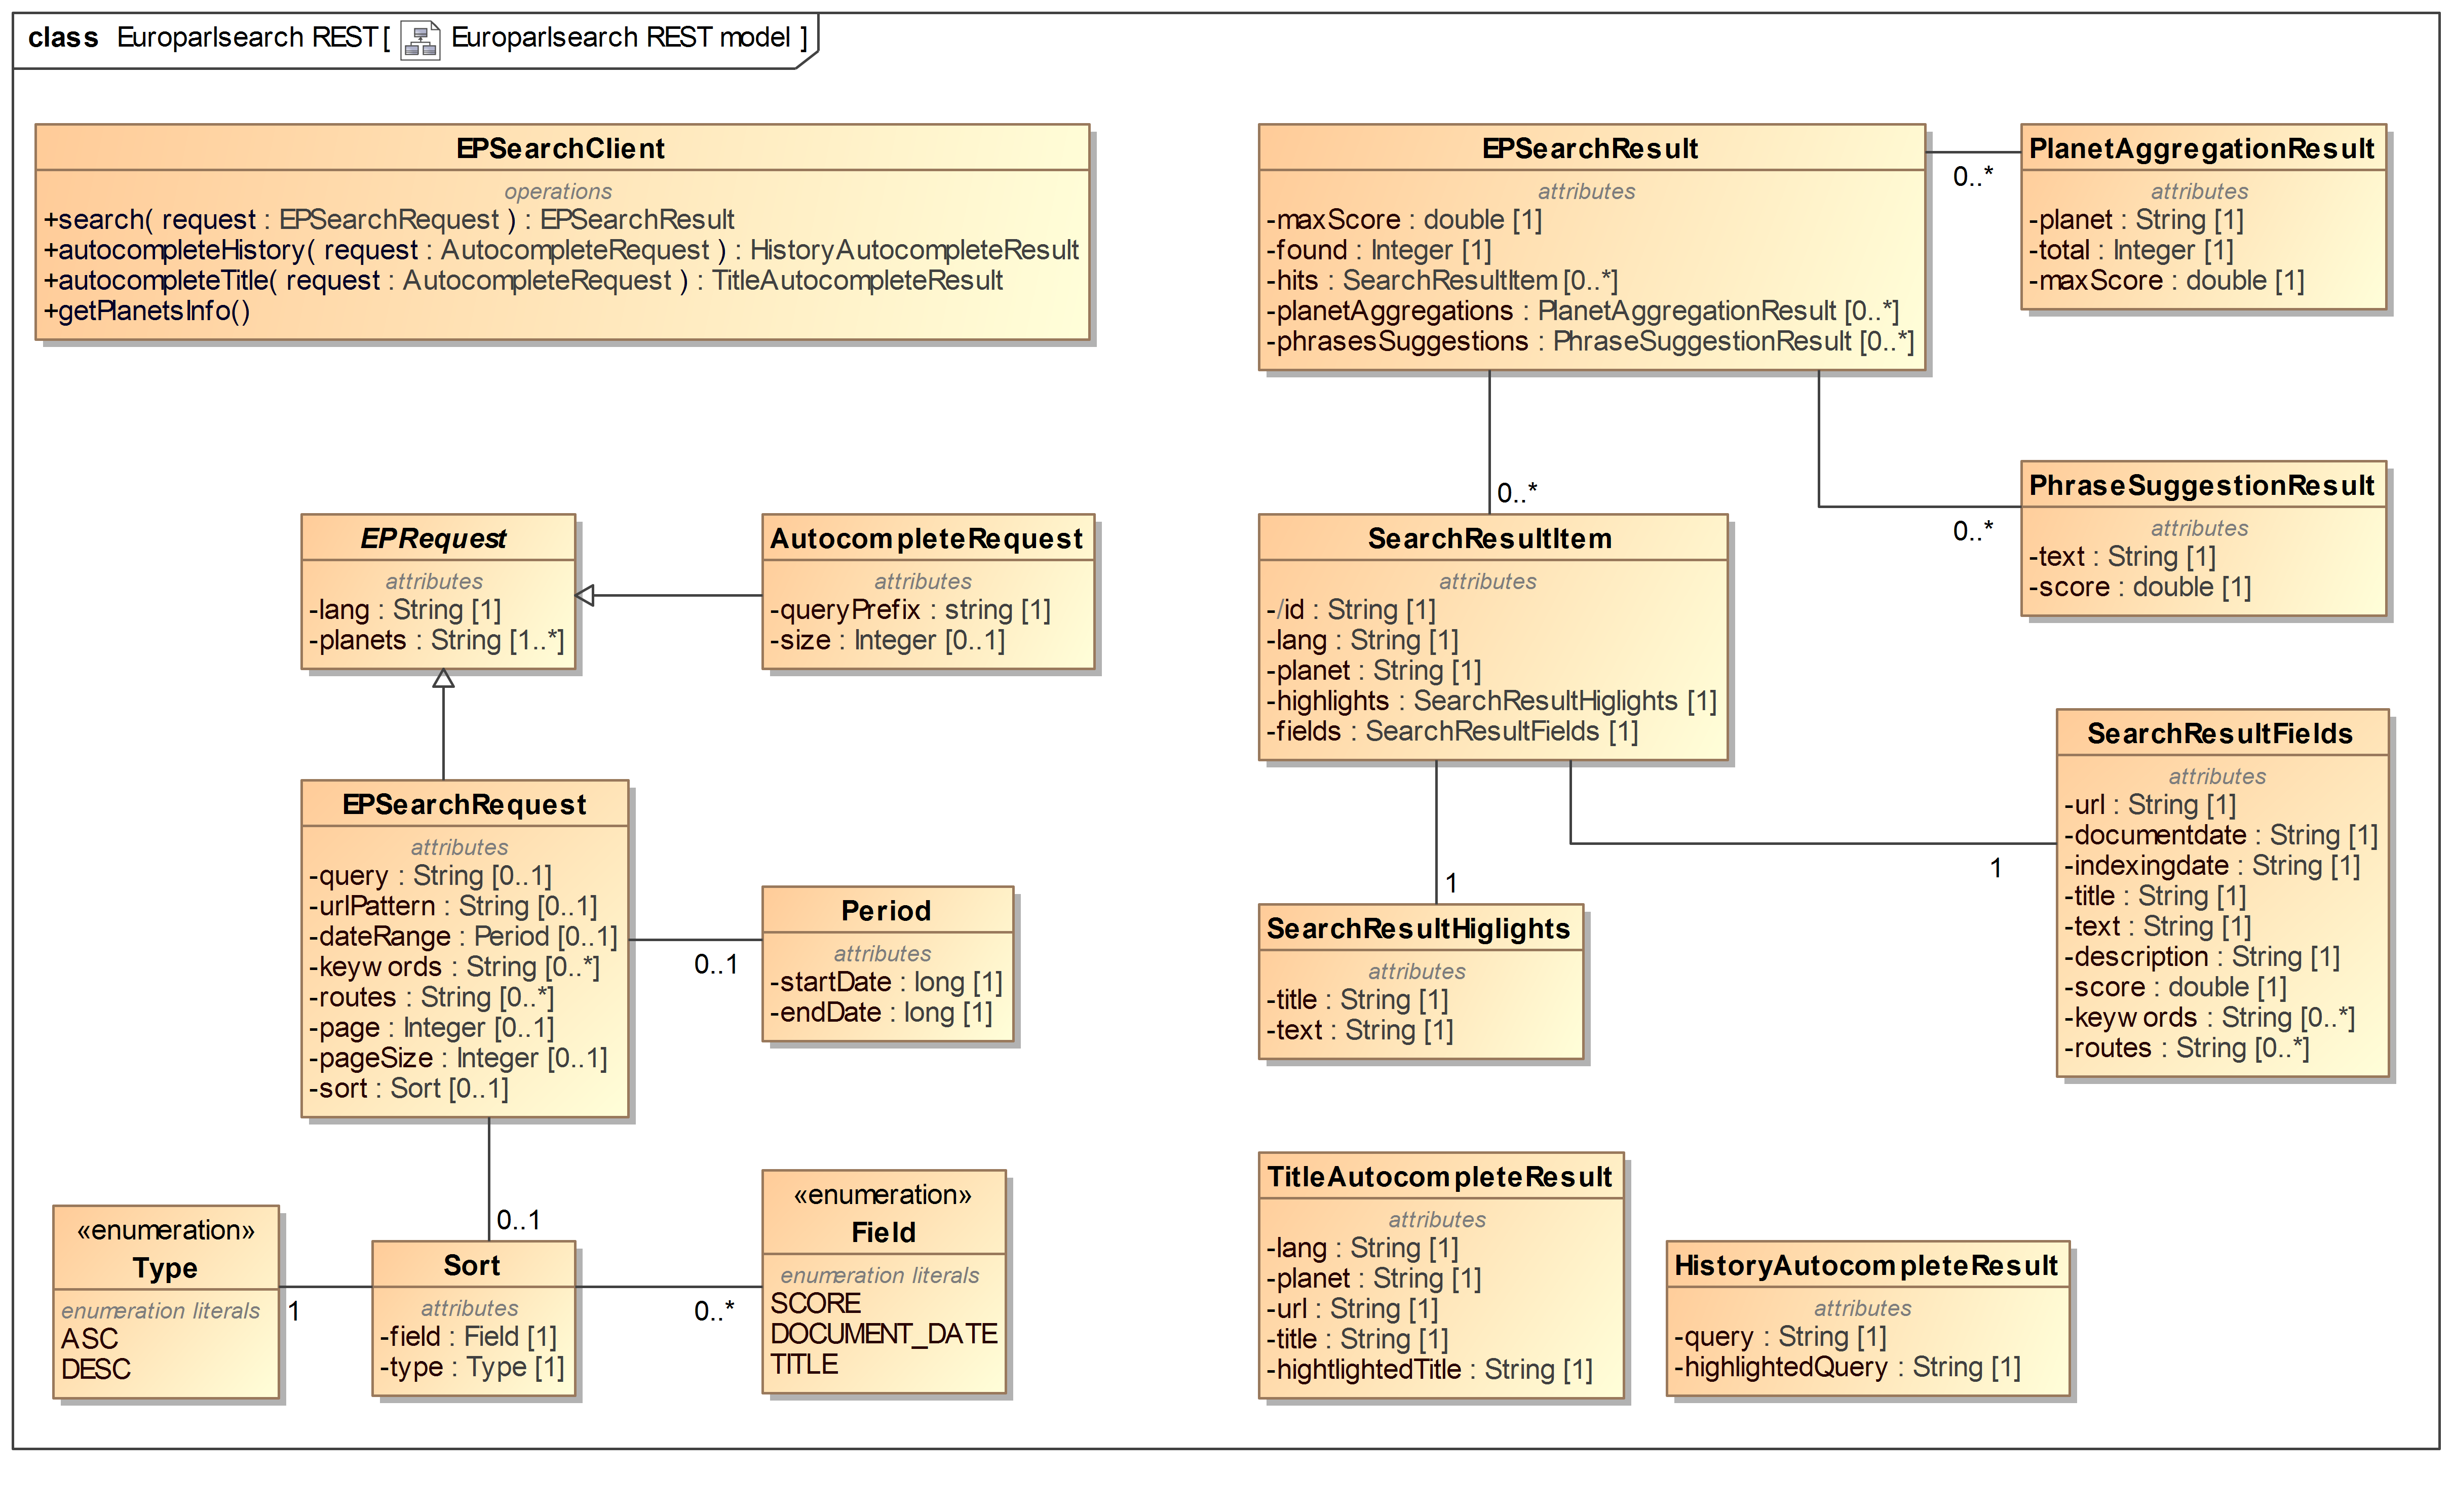 class Europarlsearch REST[ Europarlsearch REST model ]
EPSearchClient
operations
+search( request : EPSearchRequest ) : EPSearchResult
+autocompleteHistory( request : AutocompleteRequest ) : HistoryAutocompleteResult
+autocompleteTitle( request : AutocompleteRequest ) : TitleAutocompleteResult
+getPlanetsInfo()
EPSearchResult
attributes
-maxScore : double [1]
-found : Integer [1]
-hits : SearchResultItem [0..*]
-planetAggregations : PlanetAggregationResult [0..*]
-phrasesSuggestions : PhraseSuggestionResult [0..*]
0..*
PlanetAggregationResult
attributes
-planet : String [1]
-total : Integer [1]
-maxScore : double [1]
0..*
0..*
PhraseSuggestionResult
attributes
-text : String [1]
-score : double [1]
EPRequest
attributes
-lang : String [1]
-planets : String [1..*]
AutocompleteRequest
attributes
-queryPrefix : string [1]
-size : Integer [0..1]
SearchResultItem
attributes
-/id : String [1]
-lang : String [1]
-planet : String [1]
-highlights : SearchResultHiglights [1]
-fields : SearchResultFields [1]
1
1
SearchResultFields
attributes
-url : String [1]
-documentdate : String [1]
-indexingdate : String [1]
-title : String [1]
-text : String [1]
-description : String [1]
-score : double [1]
-keywords : String [0..*]
-routes : String [0..*]
EPSearchRequest
attributes
-query : String [0..1]
-urlPattern : String [0..1]
-dateRange : Period [0..1]
-keywords : String [0..*]
-routes : String [0..*]
-page : Integer [0..1]
-pageSize : Integer [0..1]
-sort : Sort [0..1]
0..1
Period
attributes
-startDate : long [1]
-endDate : long [1]
SearchResultHiglights
attributes
-title : String [1]
-text : String [1]
0..1
«enumeration»
Type
enumeration literals
ASC
DESC
1
Sort
attributes
-field : Field [1]
-type : Type [1]
0..*
«enumeration»
Field
enumeration literals
SCORE
DOCUMENT_DATE
TITLE
TitleAutocompleteResult
attributes
-lang : String [1]
-planet : String [1]
-url : String [1]
-title : String [1]
-hightlightedTitle : String [1]
HistoryAutocompleteResult
attributes
-query : String [1]
-highlightedQuery : String [1]